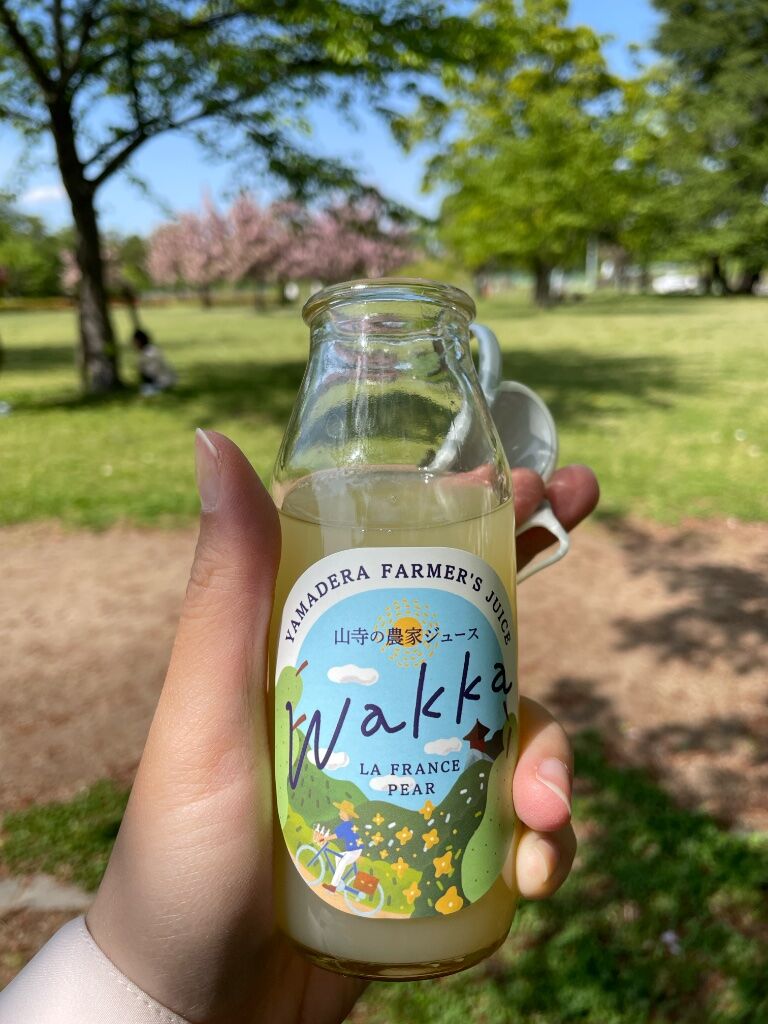 YAMADERA FARMER'S JUICE
山寺の農家ジュース
Wakka
LA FRANCE
PEAR